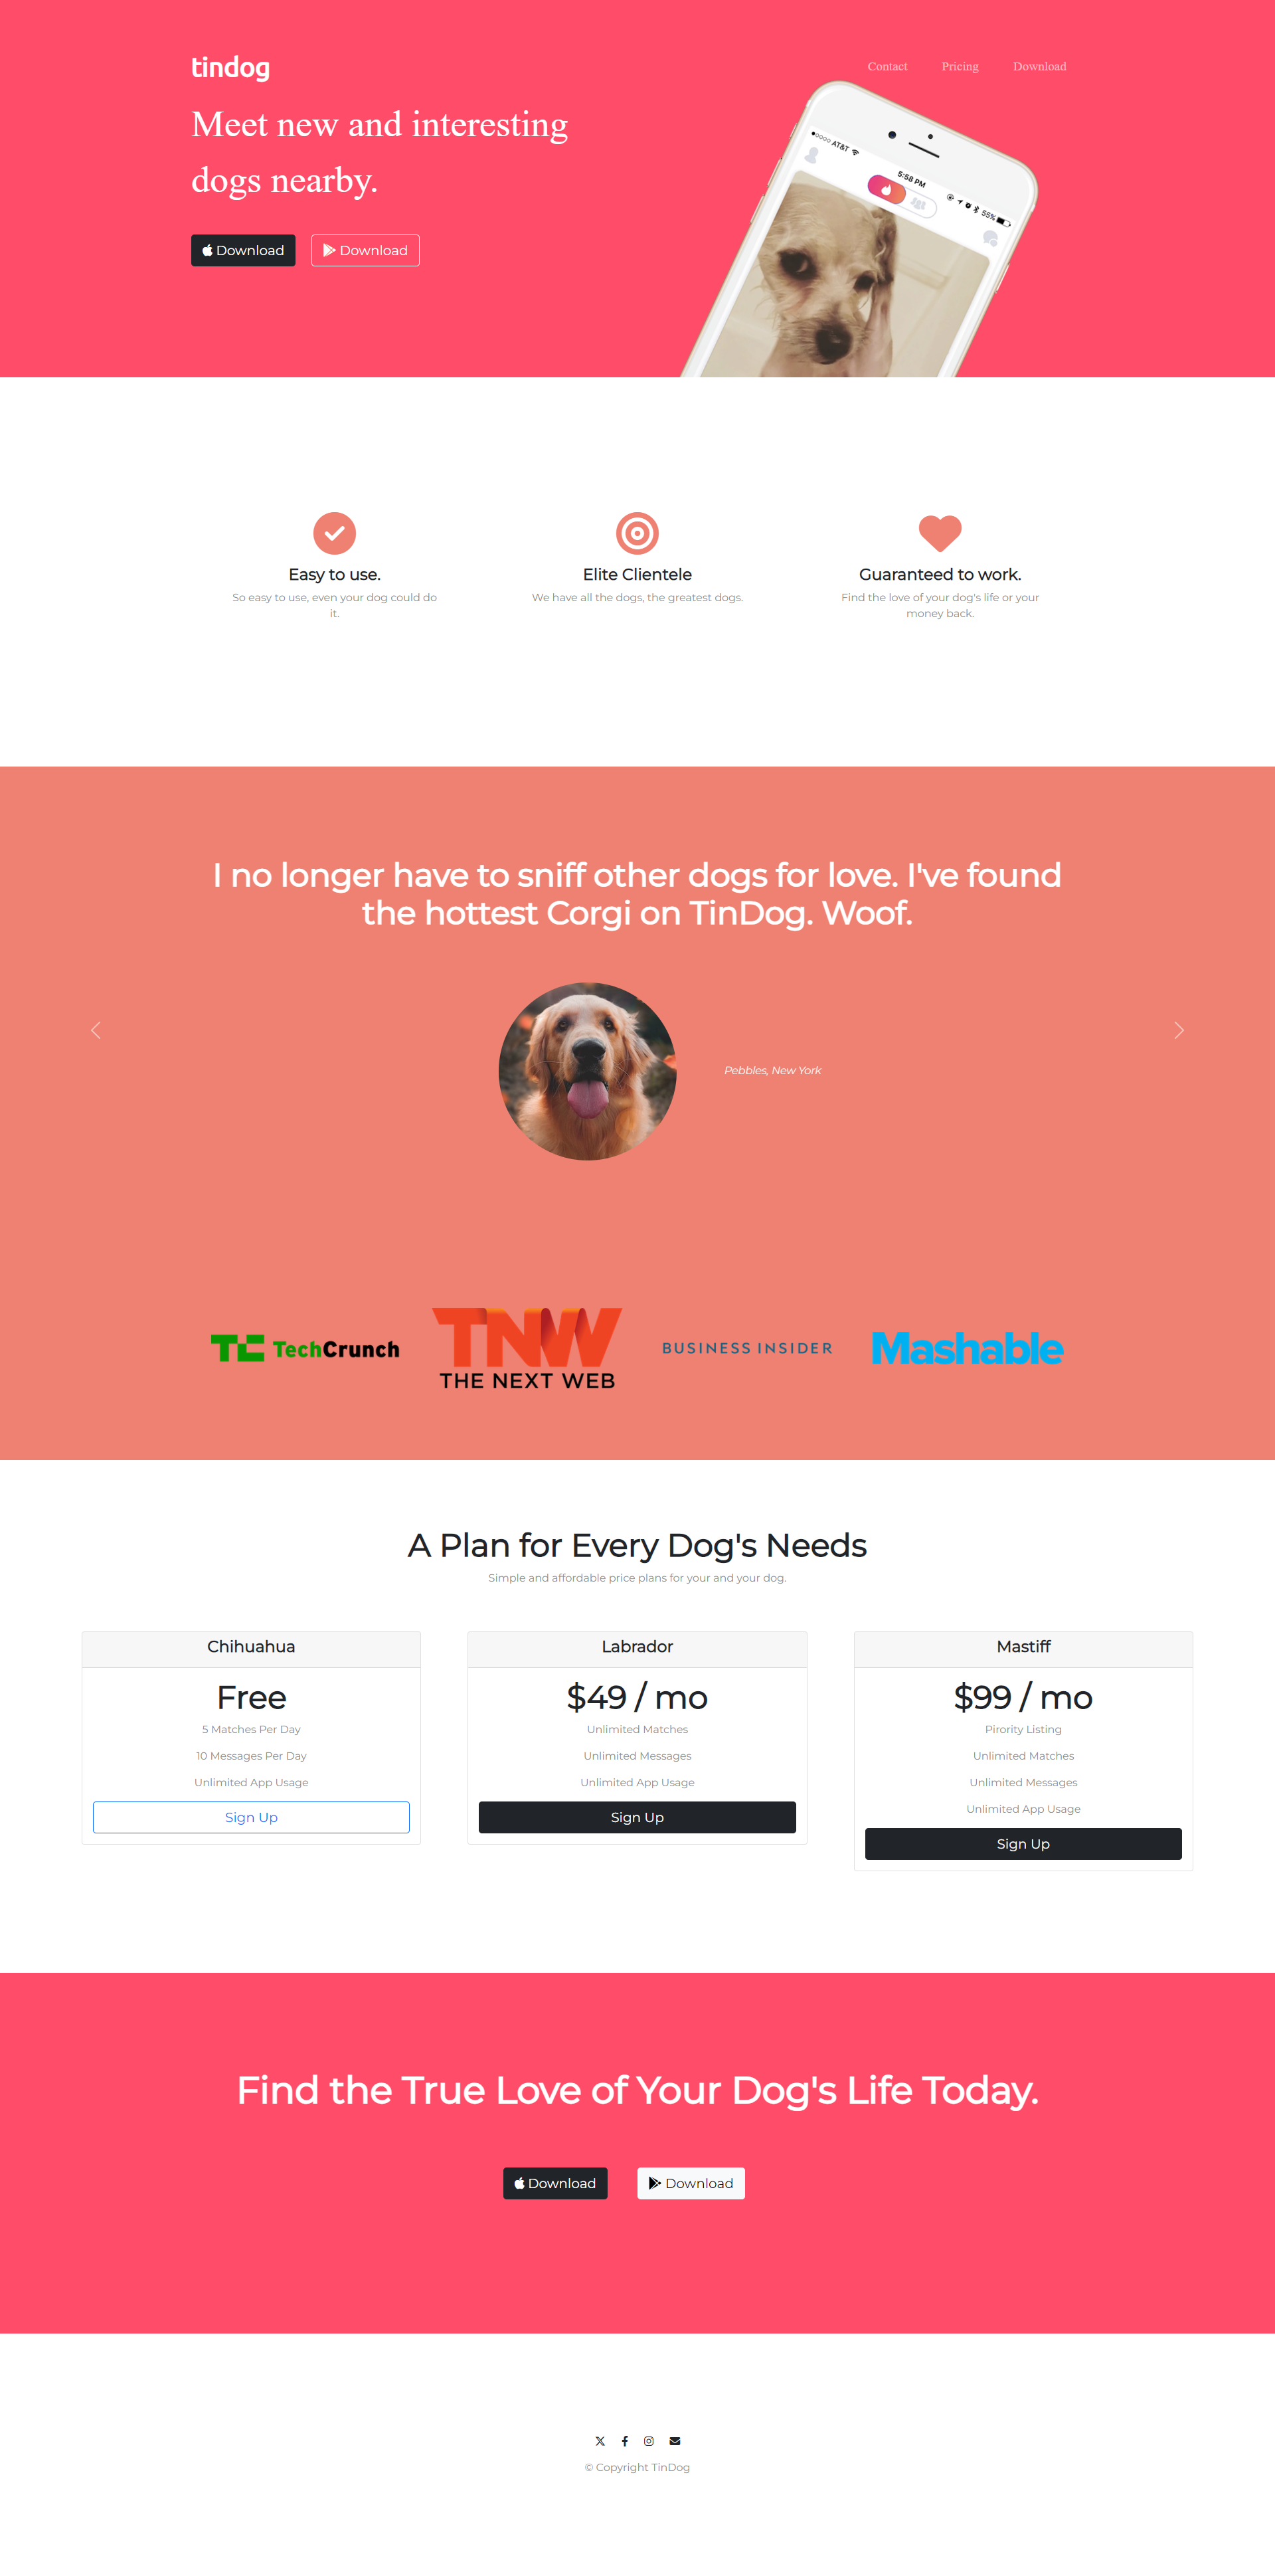 tindog
Contact Pricing Download
Meet new and interesting
dogs nearby.
Download Download
AT&T 5:58 PM 55%
Easy to use.
So easy to use, even your dog could do
it.
Elite Clientele
We have all the dogs, the greatest dogs.
Guaranteed to work.
Find the love of your dog's life or your
money back.
I no longer have to sniff other dogs for love. I've found
the hottest Corgi on TinDog. Woof.
Pebbles, New York
TC TechCrunch
TNW
THE NEXT WEB
BUSINESS INSIDER
Mashable
A Plan for Every Dog's Needs
Simple and affordable price plans for your and your dog.
Chihuahua
Free
5 Matches Per Day
10 Messages Per Day
Unlimited App Usage
Sign Up
Labrador
$49 / mo
Unlimited Matches
Unlimited Messages
Unlimited App Usage
Sign Up
Mastiff
$99 / mo
Pirority Listing
Unlimited Matches
Unlimited Messages
Unlimited App Usage
Sign Up
Find the True Love of Your Dog's Life Today.
Download Download
© Copyright TinDog